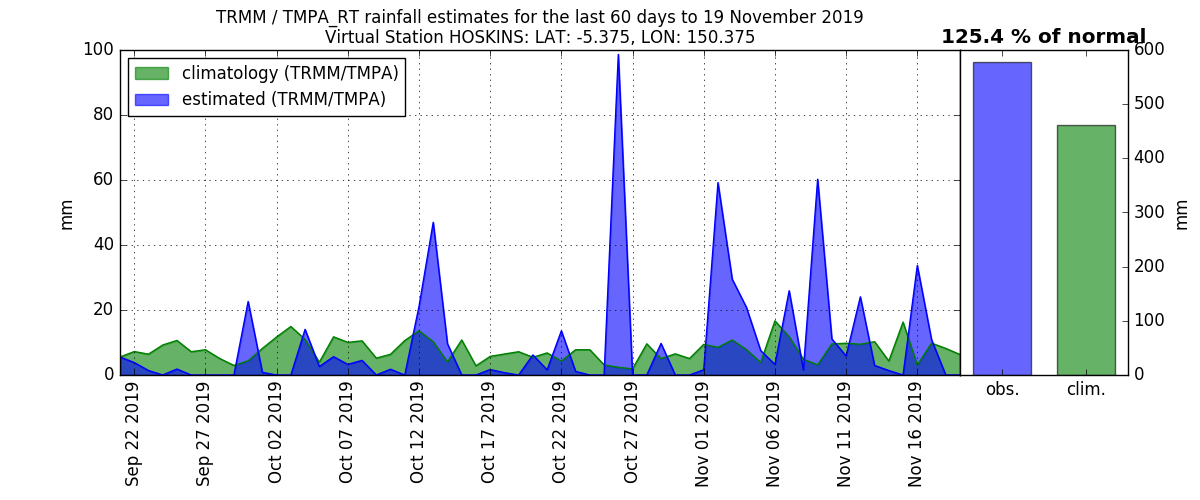 TRMM / TMPA_RT rainfall estimates for the last 60 days to 19 November 2019
Virtual Station HOSKINS: LAT: -5.375, LON: 150.375
125.4 % of normal
climatology (TRMM/TMPA)
estimated (TRMM/TMPA)
100
80
60
40
20
0
mm
Sep 22 2019
Sep 27 2019
Oct 02 2019
Oct 07 2019
Oct 12 2019
Oct 17 2019
Oct 22 2019
Oct 27 2019
Nov 01 2019
Nov 06 2019
Nov 11 2019
Nov 16 2019
obs.
clim.
600
500
400
300
200
100
0
mm